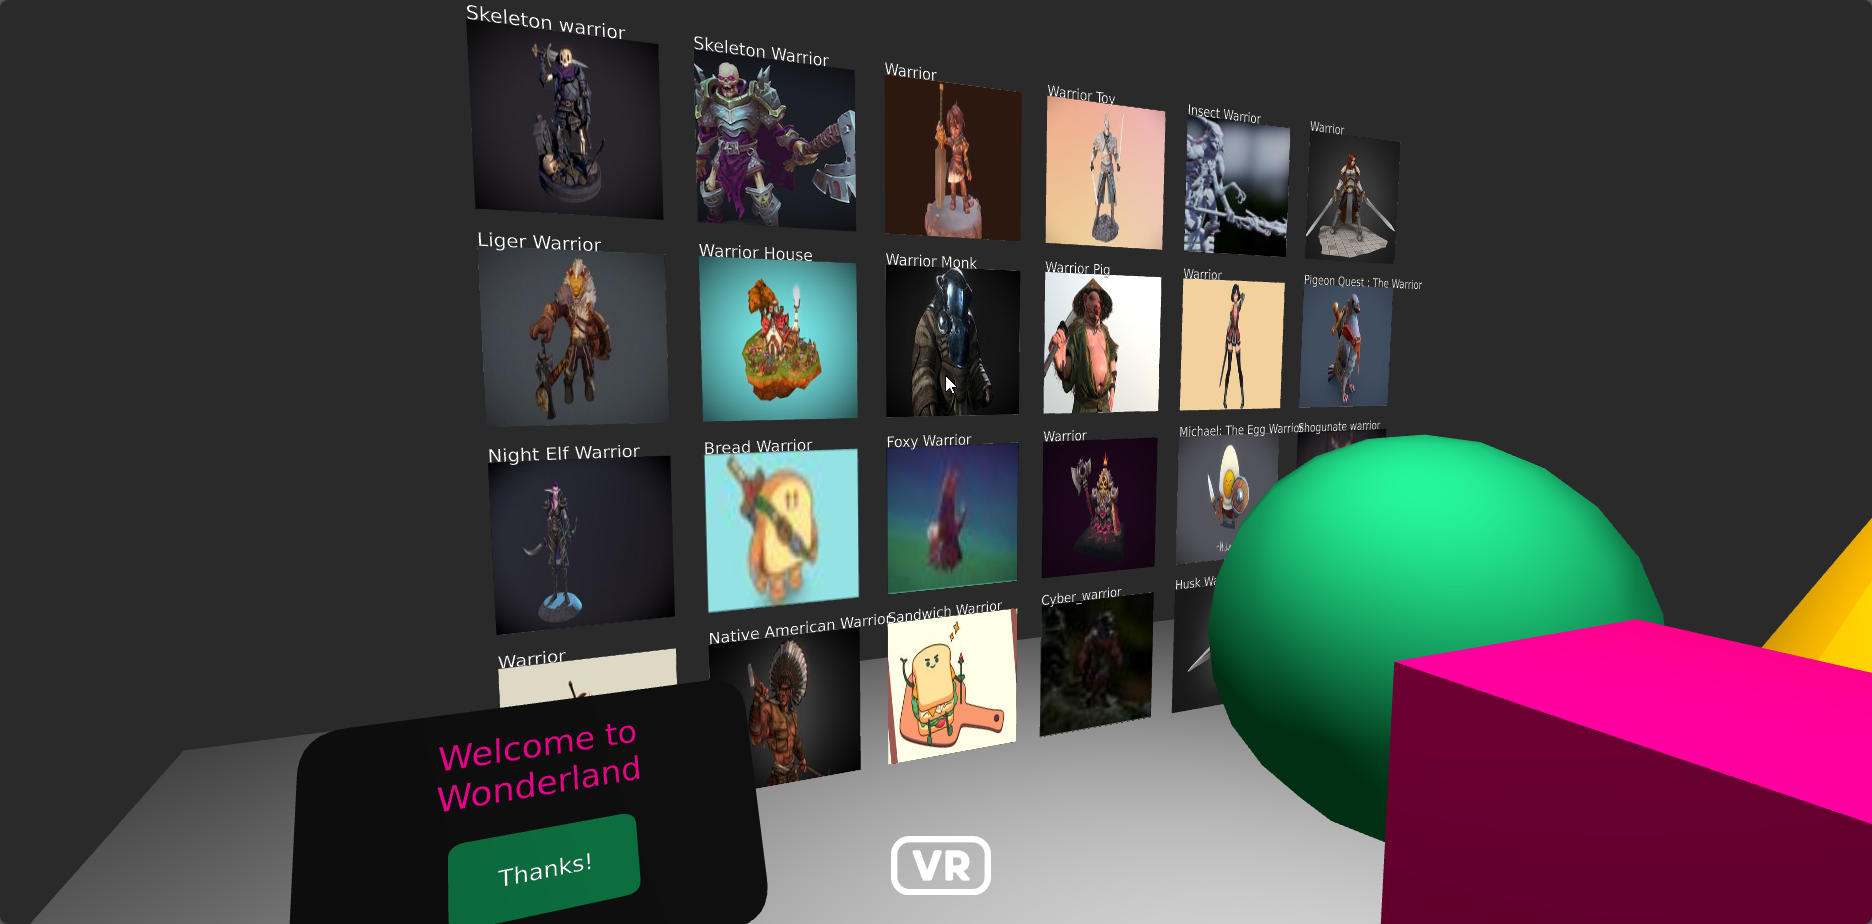 Skeleton warrior
Skeleton Warrior
Warrior
Warrior Toy
Insect Warrior
Warrior
Liger Warrior
Warrior House
Warrior Monk
Warrior Pig
Warrior
Pigeon Quest : The Warrior
Night Elf Warrior
Bread Warrior
Foxy Warrior
Warrior
Michael: The Egg Warrior
Shogunate warrior
Warrior
Native American Warrior
Sandwich Warrior
Cyber_warrior
Husk
Welcome to
Wonderland
Thanks!
VR